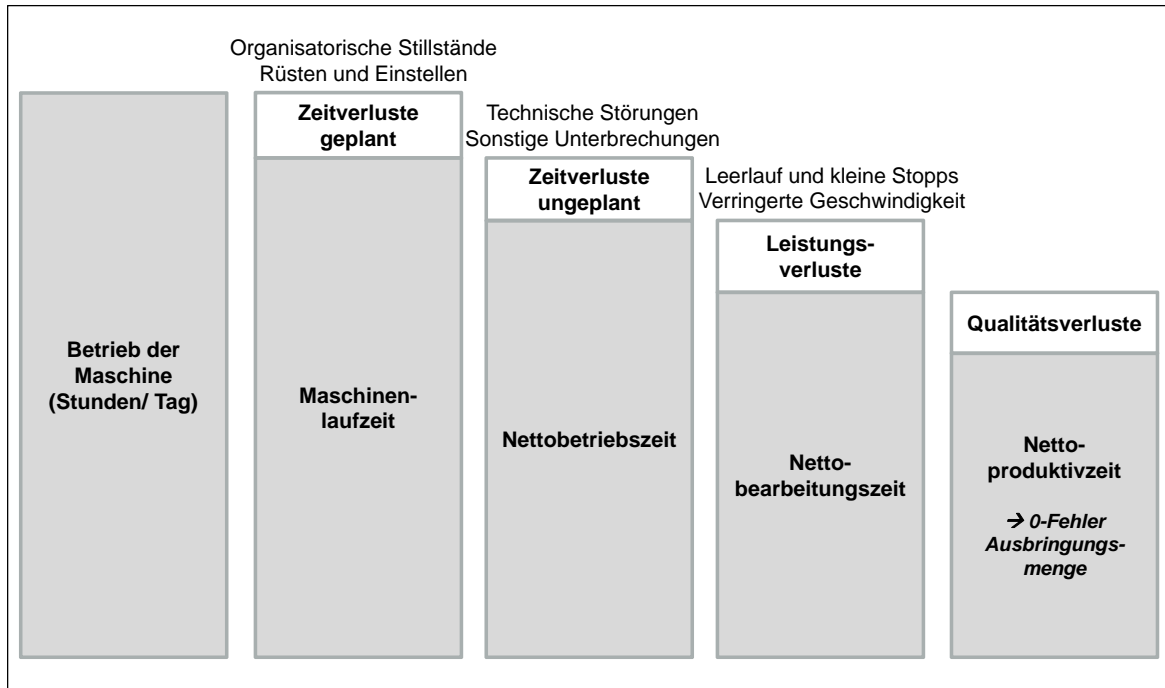 Organisatorische Stillstände
Rüsten und Einstellen
Zeitverluste
geplant
Technische Störungen
Sonstige Unterbrechungen
Zeitverluste
ungeplant
Leerlauf und kleine Stopps
Verringerte Geschwindigkeit
Leistungs-
verluste
Qualitätsverluste
Betrieb der
Maschine
(Stunden/ Tag)
Maschinen-
laufzeit
Nettobetriebszeit
Netto-
bearbeitungszeit
Netto-
produktivzeit
→ 0-Fehler
Ausbringungs-
menge